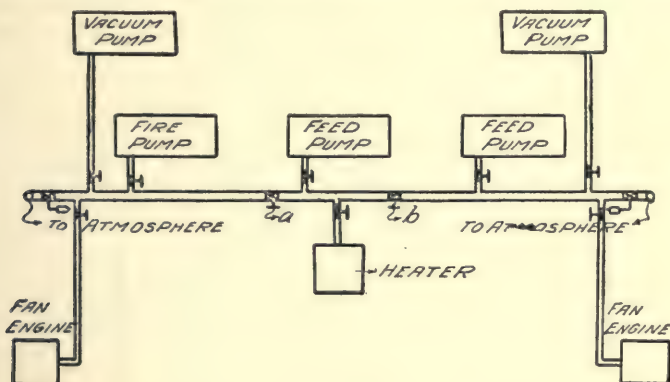 VACUUM
PUMP
VACUUM
PUMP
FIRE
PUMP
FEED
PUMP
FEED
PUMP
a
b
TO ATMOSPHERE
TO ATMOSPHERE
HEATER
FAN
ENGINE
FAN
ENGINE